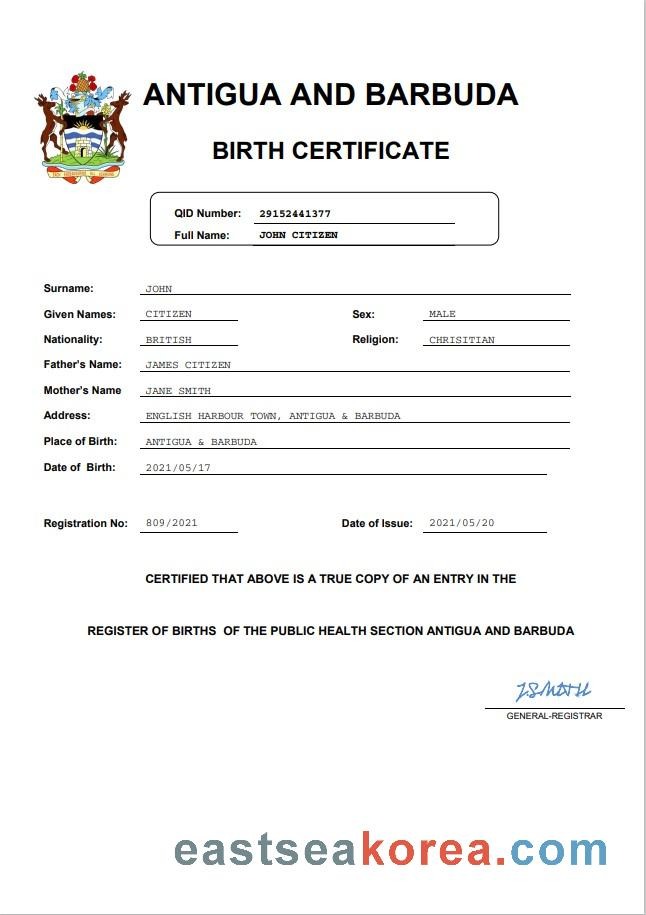 ANTIGUA AND BARBUDA
BIRTH CERTIFICATE
QID Number: 29152441377
Full Name: JOHN CITIZEN
Surname: JOHN
Given Names: CITIZEN Sex: MALE
Nationality: BRITISH Religion: CHRISITIAN
Father's Name: JAMES CITIZEN
Mother's Name JANE SMITH
Address: ENGLISH HARBOUR TOWN, ANTIGUA & BARBUDA
Place of Birth: ANTIGUA & BARBUDA
Date of Birth: 2021/05/17
Registration No: 809/2021 Date of Issue: 2021/05/20
CERTIFIED THAT ABOVE IS A TRUE COPY OF AN ENTRY IN THE
REGISTER OF BIRTHS OF THE PUBLIC HEALTH SECTION ANTIGUA AND BARBUDA
J.SMITH
GENERAL-REGISTRAR
eastseakorea.com